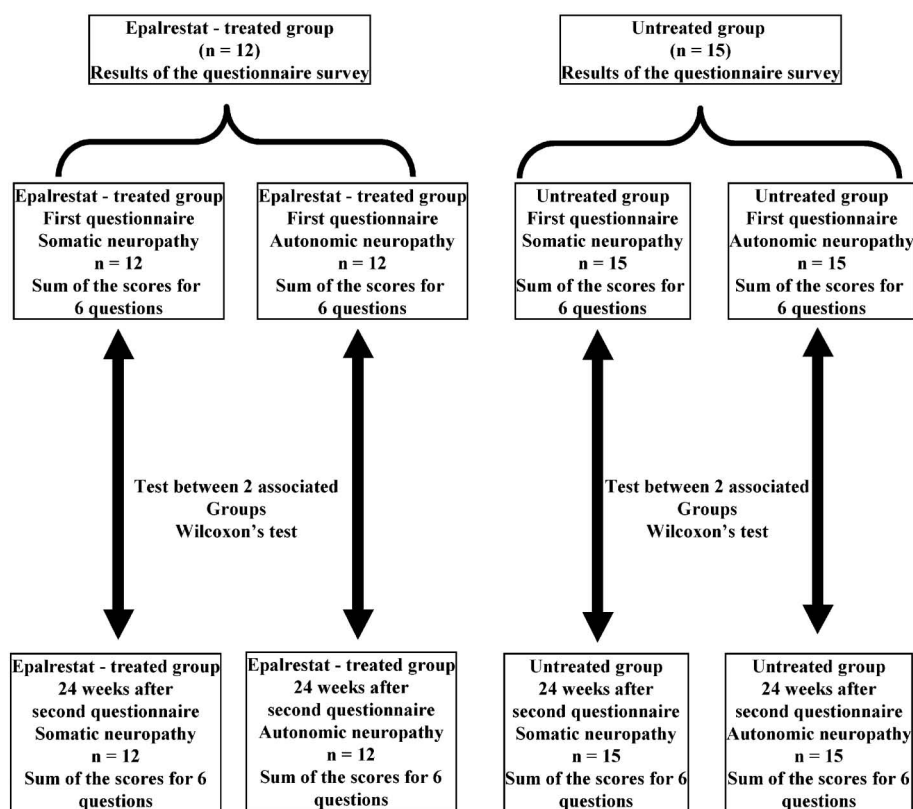 Epalrestat - treated group
(n = 12)
Results of the questionnaire survey
Untreated group
(n = 15)
Results of the questionnaire survey
Epalrestat - treated group
First questionnaire
Somatic neuropathy
n = 12
Sum of the scores for
6 questions
Epalrestat - treated group
First questionnaire
Autonomic neuropathy
n = 12
Sum of the scores for
6 questions
Untreated group
First questionnaire
Somatic neuropathy
n = 15
Sum of the scores for
6 questions
Untreated group
First questionnaire
Autonomic neuropathy
n = 15
Sum of the scores for
6 questions
Test between 2 associated
Groups
Wilcoxon's test
Test between 2 associated
Groups
Wilcoxon's test
Epalrestat - treated group
24 weeks after
second questionnaire
Somatic neuropathy
n = 12
Sum of the scores for 6
questions
Epalrestat - treated group
24 weeks after
second questionnaire
Autonomic neuropathy
n = 12
Sum of the scores for 6
questions
Untreated group
24 weeks after
second questionnaire
Somatic neuropathy
n = 15
Sum of the scores for 6
questions
Untreated group
24 weeks after
second questionnaire
Autonomic neuropathy
n = 15
Sum of the scores for 6
questions